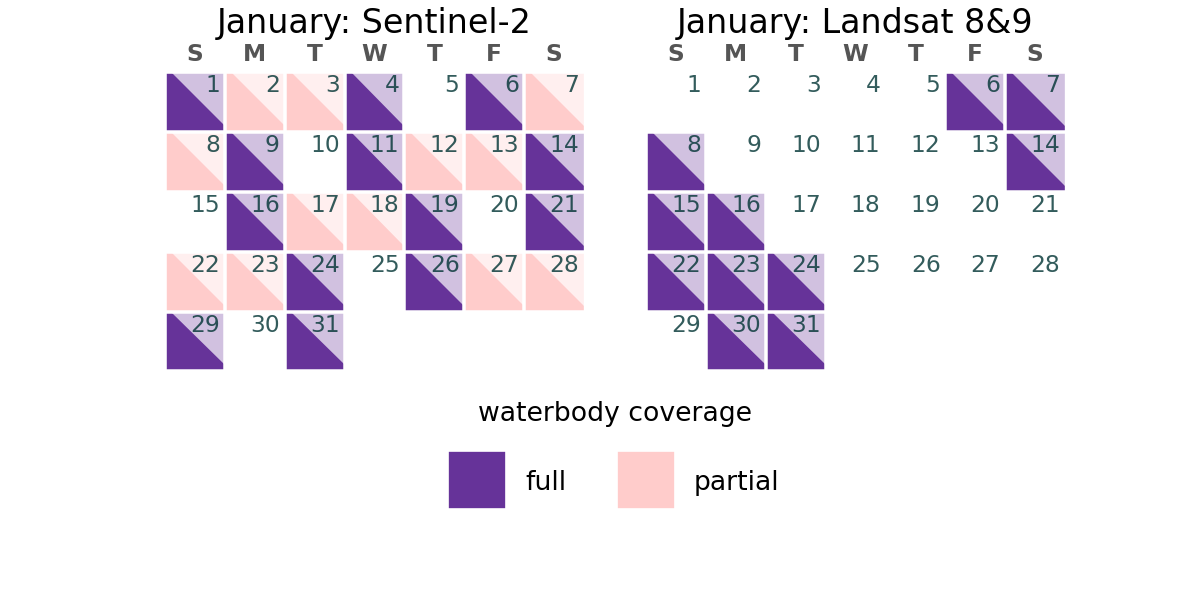 January: Sentinel-2
S M T W T F S
1 2 3 4 5 6 7
8 9 10 11 12 13 14
15 16 17 18 19 20 21
22 23 24 25 26 27 28
29 30 31
January: Landsat 8&9
S M T W T F S
1 2 3 4 5 6 7
8 9 10 11 12 13 14
15 16 17 18 19 20 21
22 23 24 25 26 27 28
29 30 31
waterbody coverage
full partial